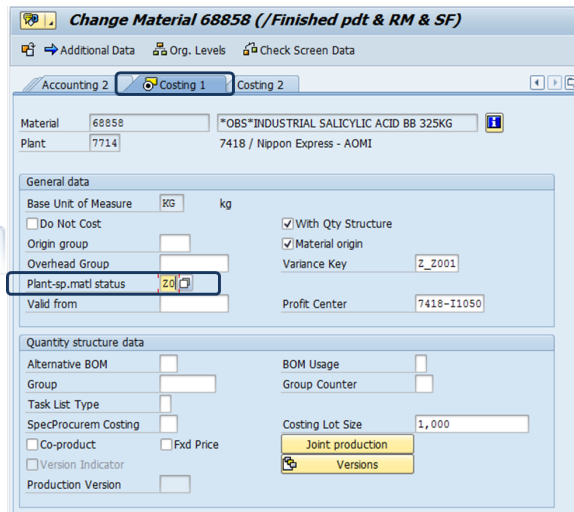 Change Material 68858 (/Finished pdt & RM & SF)
Additional Data Org. Levels Check Screen Data
Accounting 2 Costing 1 Costing 2
Material 68858 *OBS*INDUSTRIAL SALICYLIC ACID BB 325KG
Plant 7714 7418 / Nippon Express - AOMI
General data
Base Unit of Measure KG kg
Do Not Cost With Qty Structure
Origin group Material origin
Overhead Group Variance Key Z_Z001
Plant-sp.matl status Z0
Valid from Profit Center 7418-I1050
Quantity structure data
Alternative BOM BOM Usage
Group Group Counter
Task List Type
SpecProcurem Costing Costing Lot Size 1,000
Co-product Fxd Price Joint production
Version Indicator Versions
Production Version